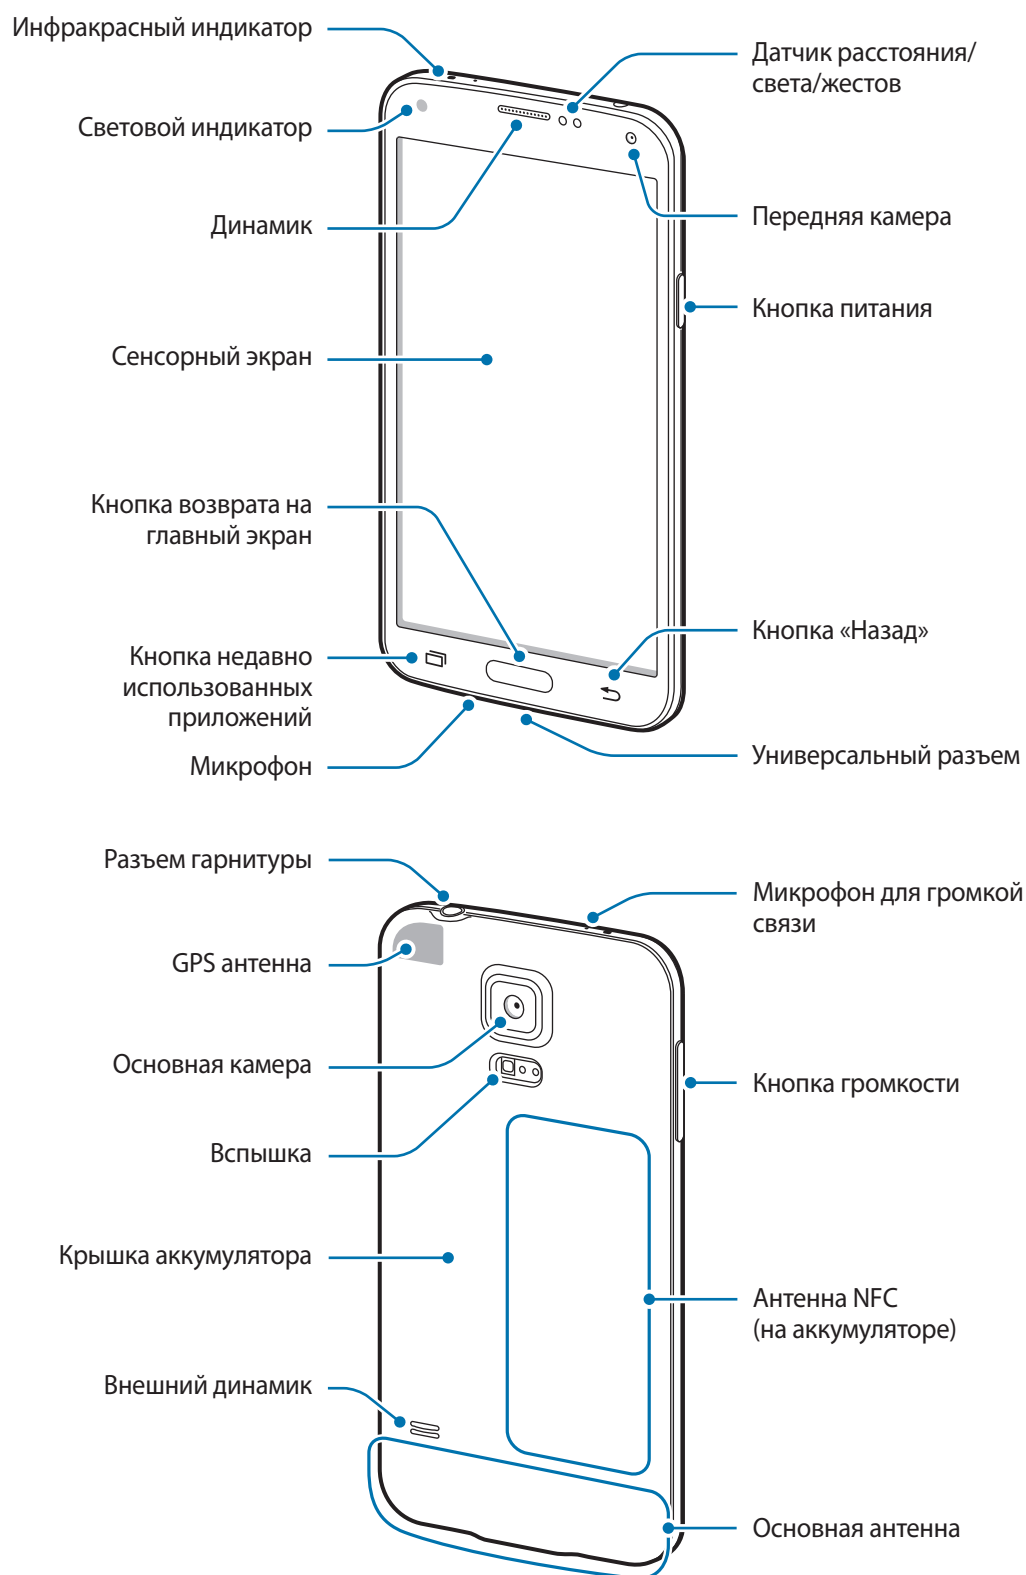 Инфракрасный индикатор
Световой индикатор
Динамик
Сенсорный экран
Кнопка возврата на
главный экран
Кнопка недавно
использованных
приложений
Микрофон
Датчик расстояния/
света/жестов
Передняя камера
Кнопка питания
Кнопка «Назад»
Универсальный разъем
Разъем гарнитуры
GPS антенна
Основная камера
Вспышка
Крышка аккумулятора
Внешний динамик
Микрофон для громкой
связи
Кнопка громкости
Антенна NFC
(на аккумуляторе)
Основная антенна